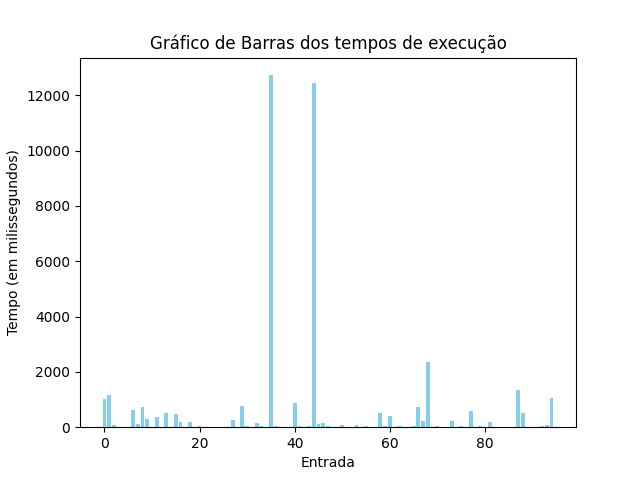 Gráfico de Barras dos tempos de execução
12000
10000
8000
6000
4000
2000
0
Tempo (em milissegundos)
0 20 40 60 80
Entrada